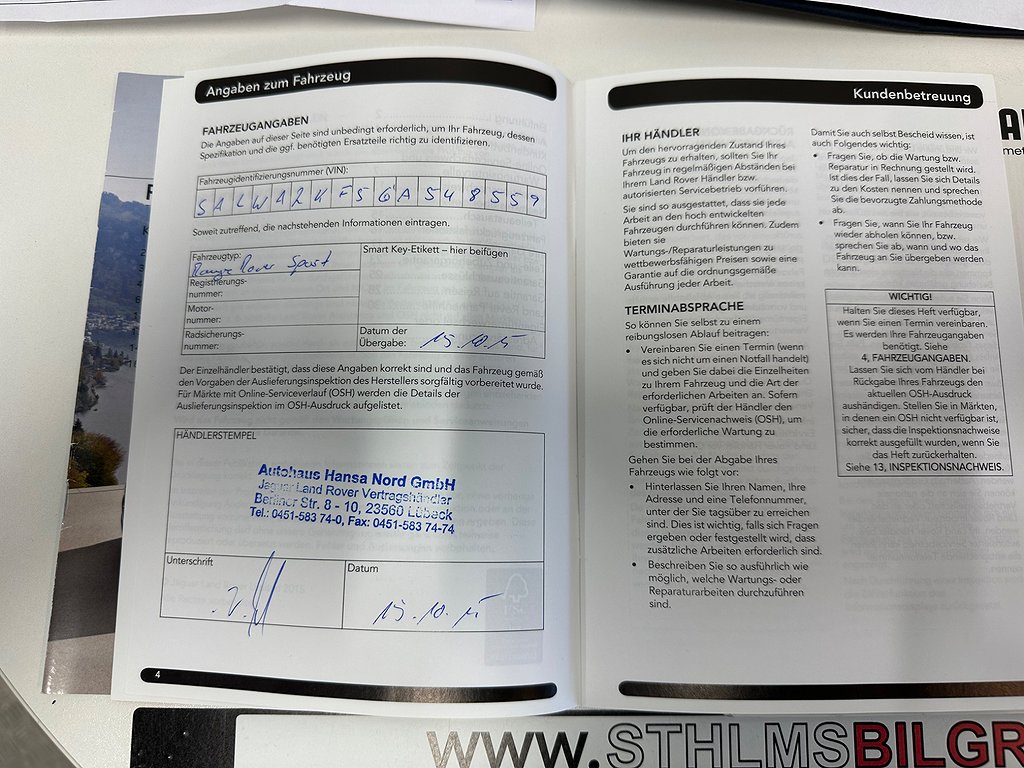 Angaben zum Fahrzeug
FAHRZEUGANGABEN
Die Angaben auf dieser Seite sind unbedingt erforderlich, um Ihr Fahrzeug, dessen
Spezifikation und die ggf. benötigten Ersatzteile richtig zu identifizieren.
Fahrzeugidentifizierungsnummer (VIN):
SALWA2KF5GA548559
Soweit zutreffend, die nachstehenden Informationen eintragen.
Fahrzeugtyp:
Range Rover Sport
Registrierungs-
nummer:
Motor-
nummer:
Radsicherungs-
nummer:
Smart Key-Etikett – hier beifügen
Datum der
Übergabe: 15.10.15
Der Einzelhändler bestätigt, dass diese Angaben korrekt sind und das Fahrzeug gemäß
den Vorgaben der Auslieferungsinspektion des Herstellers sorgfältig vorbereitet wurde.
Für Märkte mit Online-Serviceverlauf (OSH) werden die Details der
Auslieferungsinspektion im OSH-Ausdruck aufgelistet.
HÄNDLERSTEMPEL
Autohaus Hansa Nord GmbH
Jaguar Land Rover Vertragshändler
Berliner Str. 8 - 10, 23560 Lübeck
Tel.: 0451-583 74-0, Fax: 0451-583 74-74
Unterschrift
Datum
15.10.15
4
Kundenbetreuung
IHR HÄNDLER
Um den hervorragenden Zustand Ihres
Fahrzeugs zu erhalten, sollten Sie Ihr
Fahrzeug in regelmäßigen Abständen bei
Ihrem Land Rover Händler bzw.
autorisierten Servicebetrieb vorführen.
Sie sind so ausgestattet, dass sie jede
Arbeit an den hoch entwickelten
Fahrzeugen durchführen können. Zudem
bieten sie
Wartungs-/Reparaturleistungen zu
wettbewerbsfähigen Preisen sowie eine
Garantie auf die ordnungsgemäße
Ausführung jeder Arbeit.
TERMINABSPRACHE
So können Sie selbst zu einem
reibungslosen Ablauf beitragen:
• Vereinbaren Sie einen Termin (wenn
es sich nicht um einen Notfall handelt)
und geben Sie dabei die Einzelheiten
zu Ihrem Fahrzeug und die Art der
erforderlichen Arbeiten an. Sofern
verfügbar, prüft der Händler den
Online-Servicenachweis (OSH), um
die erforderliche Wartung zu
bestimmen.
Gehen Sie bei der Abgabe Ihres
Fahrzeugs wie folgt vor:
• Hinterlassen Sie Ihren Namen, Ihre
Adresse und eine Telefonnummer,
unter der Sie tagsüber zu erreichen
sind. Dies ist wichtig, falls sich Fragen
ergeben oder festgestellt wird, dass
zusätzliche Arbeiten erforderlich sind.
• Beschreiben Sie so ausführlich wie
möglich, welche Wartungs- oder
Reparaturarbeiten durchzuführen
sind.
Damit Sie auch selbst Bescheid wissen, ist
auch Folgendes wichtig:
• Fragen Sie, ob die Wartung bzw.
Reparatur in Rechnung gestellt wird.
Ist dies der Fall, lassen Sie sich Details
zu den Kosten nennen und sprechen
Sie die bevorzugte Zahlungsmethode
ab.
• Fragen Sie, wann Sie Ihr Fahrzeug
wieder abholen können, bzw.
sprechen Sie ab, wann und wo das
Fahrzeug an Sie übergeben werden
kann.
WICHTIG!
Halten Sie dieses Heft verfügbar,
wenn Sie einen Termin vereinbaren.
Es werden Ihre Fahrzeugangaben
benötigt. Siehe
4, FAHRZEUGANGABEN.
Lassen Sie sich vom Händler bei
Rückgabe Ihres Fahrzeugs den
aktuellen OSH-Ausdruck
aushändigen. Stellen Sie in Märkten,
in denen ein OSH nicht verfügbar ist,
sicher, dass die Inspektionsnachweise
korrekt ausgefüllt wurden, wenn Sie
das Heft zurückerhalten.
Siehe 13, INSPEKTIONSNACHWEIS.
WWW.STHLMSBILGR